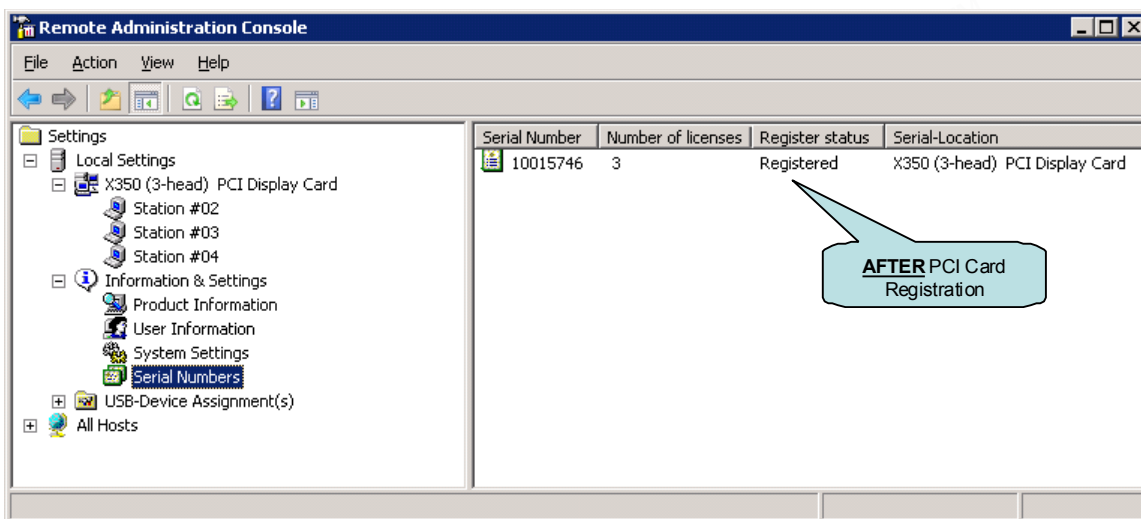 Remote Administration Console
File Action View Help
Settings
Local Settings
X350 (3-head) PCI Display Card
Station #02
Station #03
Station #04
Information & Settings
Product Information
User Information
System Settings
Serial Numbers
USB-Device Assignment(s)
All Hosts
Serial Number Number of licenses Register status Serial-Location
10015746 3 Registered X350 (3-head) PCI Display Card
AFTER PCI Card
Registration